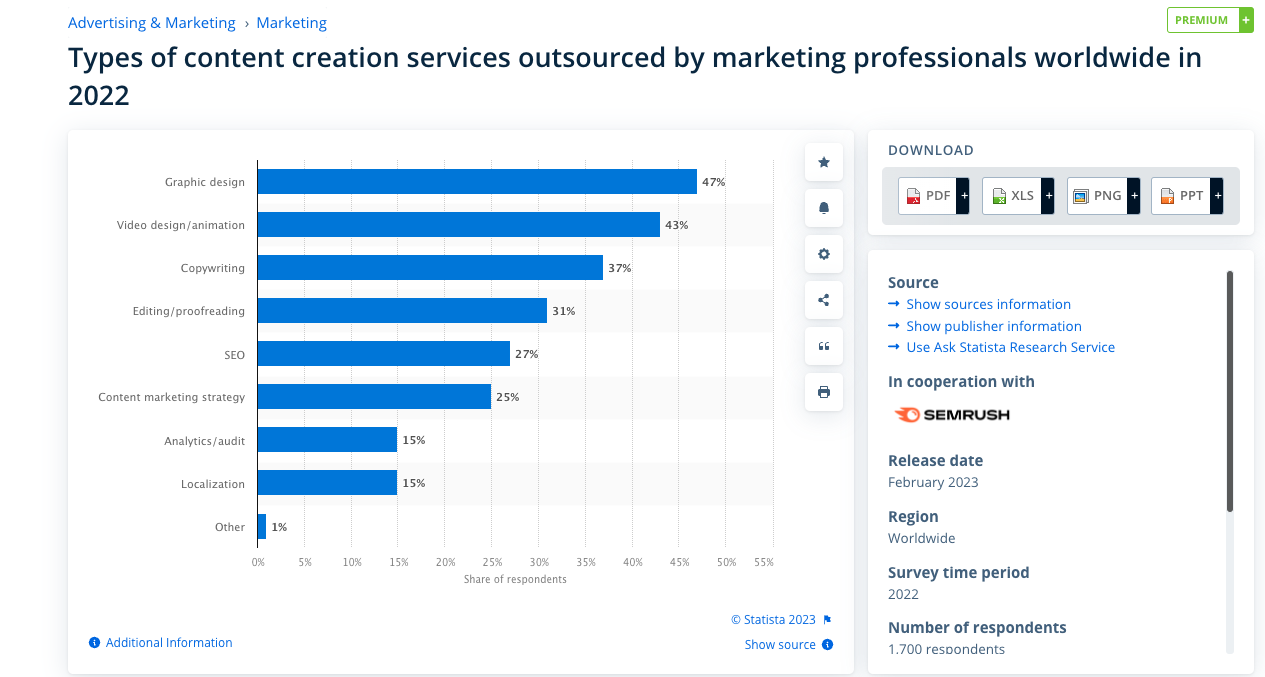 Advertising & Marketing › Marketing
PREMIUM +
Types of content creation services outsourced by marketing professionals worldwide in
2022
Graphic design 47%
Video design/animation 43%
Copywriting 37%
Editing/proofreading 31%
SEO 27%
Content marketing strategy 25%
Analytics/audit 15%
Localization 15%
Other 1%
0% 5% 10% 15% 20% 25% 30% 35% 40% 45% 50% 55%
Share of respondents
© Statista 2023
Additional Information
Show source
DOWNLOAD
PDF + XLS + PNG + PPT +
Source
→ Show sources information
→ Show publisher information
→ Use Ask Statista Research Service
In cooperation with
SEMRUSH
Release date
February 2023
Region
Worldwide
Survey time period
2022
Number of respondents
1,700 respondents